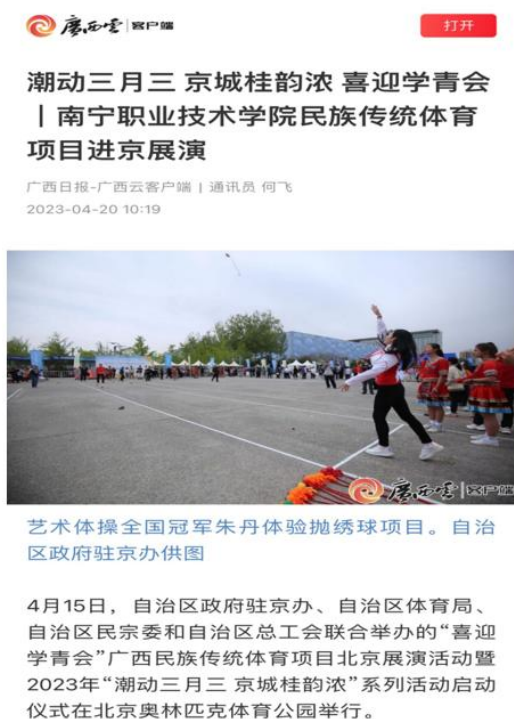 廣西云 | 客户端
打开
潮动三月三 京城桂韵浓 喜迎学青会
| 南宁职业技术学院民族传统体育
项目进京展演
广西日报-广西云客户端 | 通讯员 何飞
2023-04-20 10:19
廣西云 | 客户端
艺术体操全国冠军朱丹体验抛绣球项目。自治
区政府驻京办供图
4月15日，自治区政府驻京办、自治区体育局、
自治区民宗委和自治区总工会联合举办的“喜迎
学青会”广西民族传统体育项目北京展演活动暨
2023年“潮动三月三 京城桂韵浓”系列活动启动
仪式在北京奥林匹克体育公园举行。